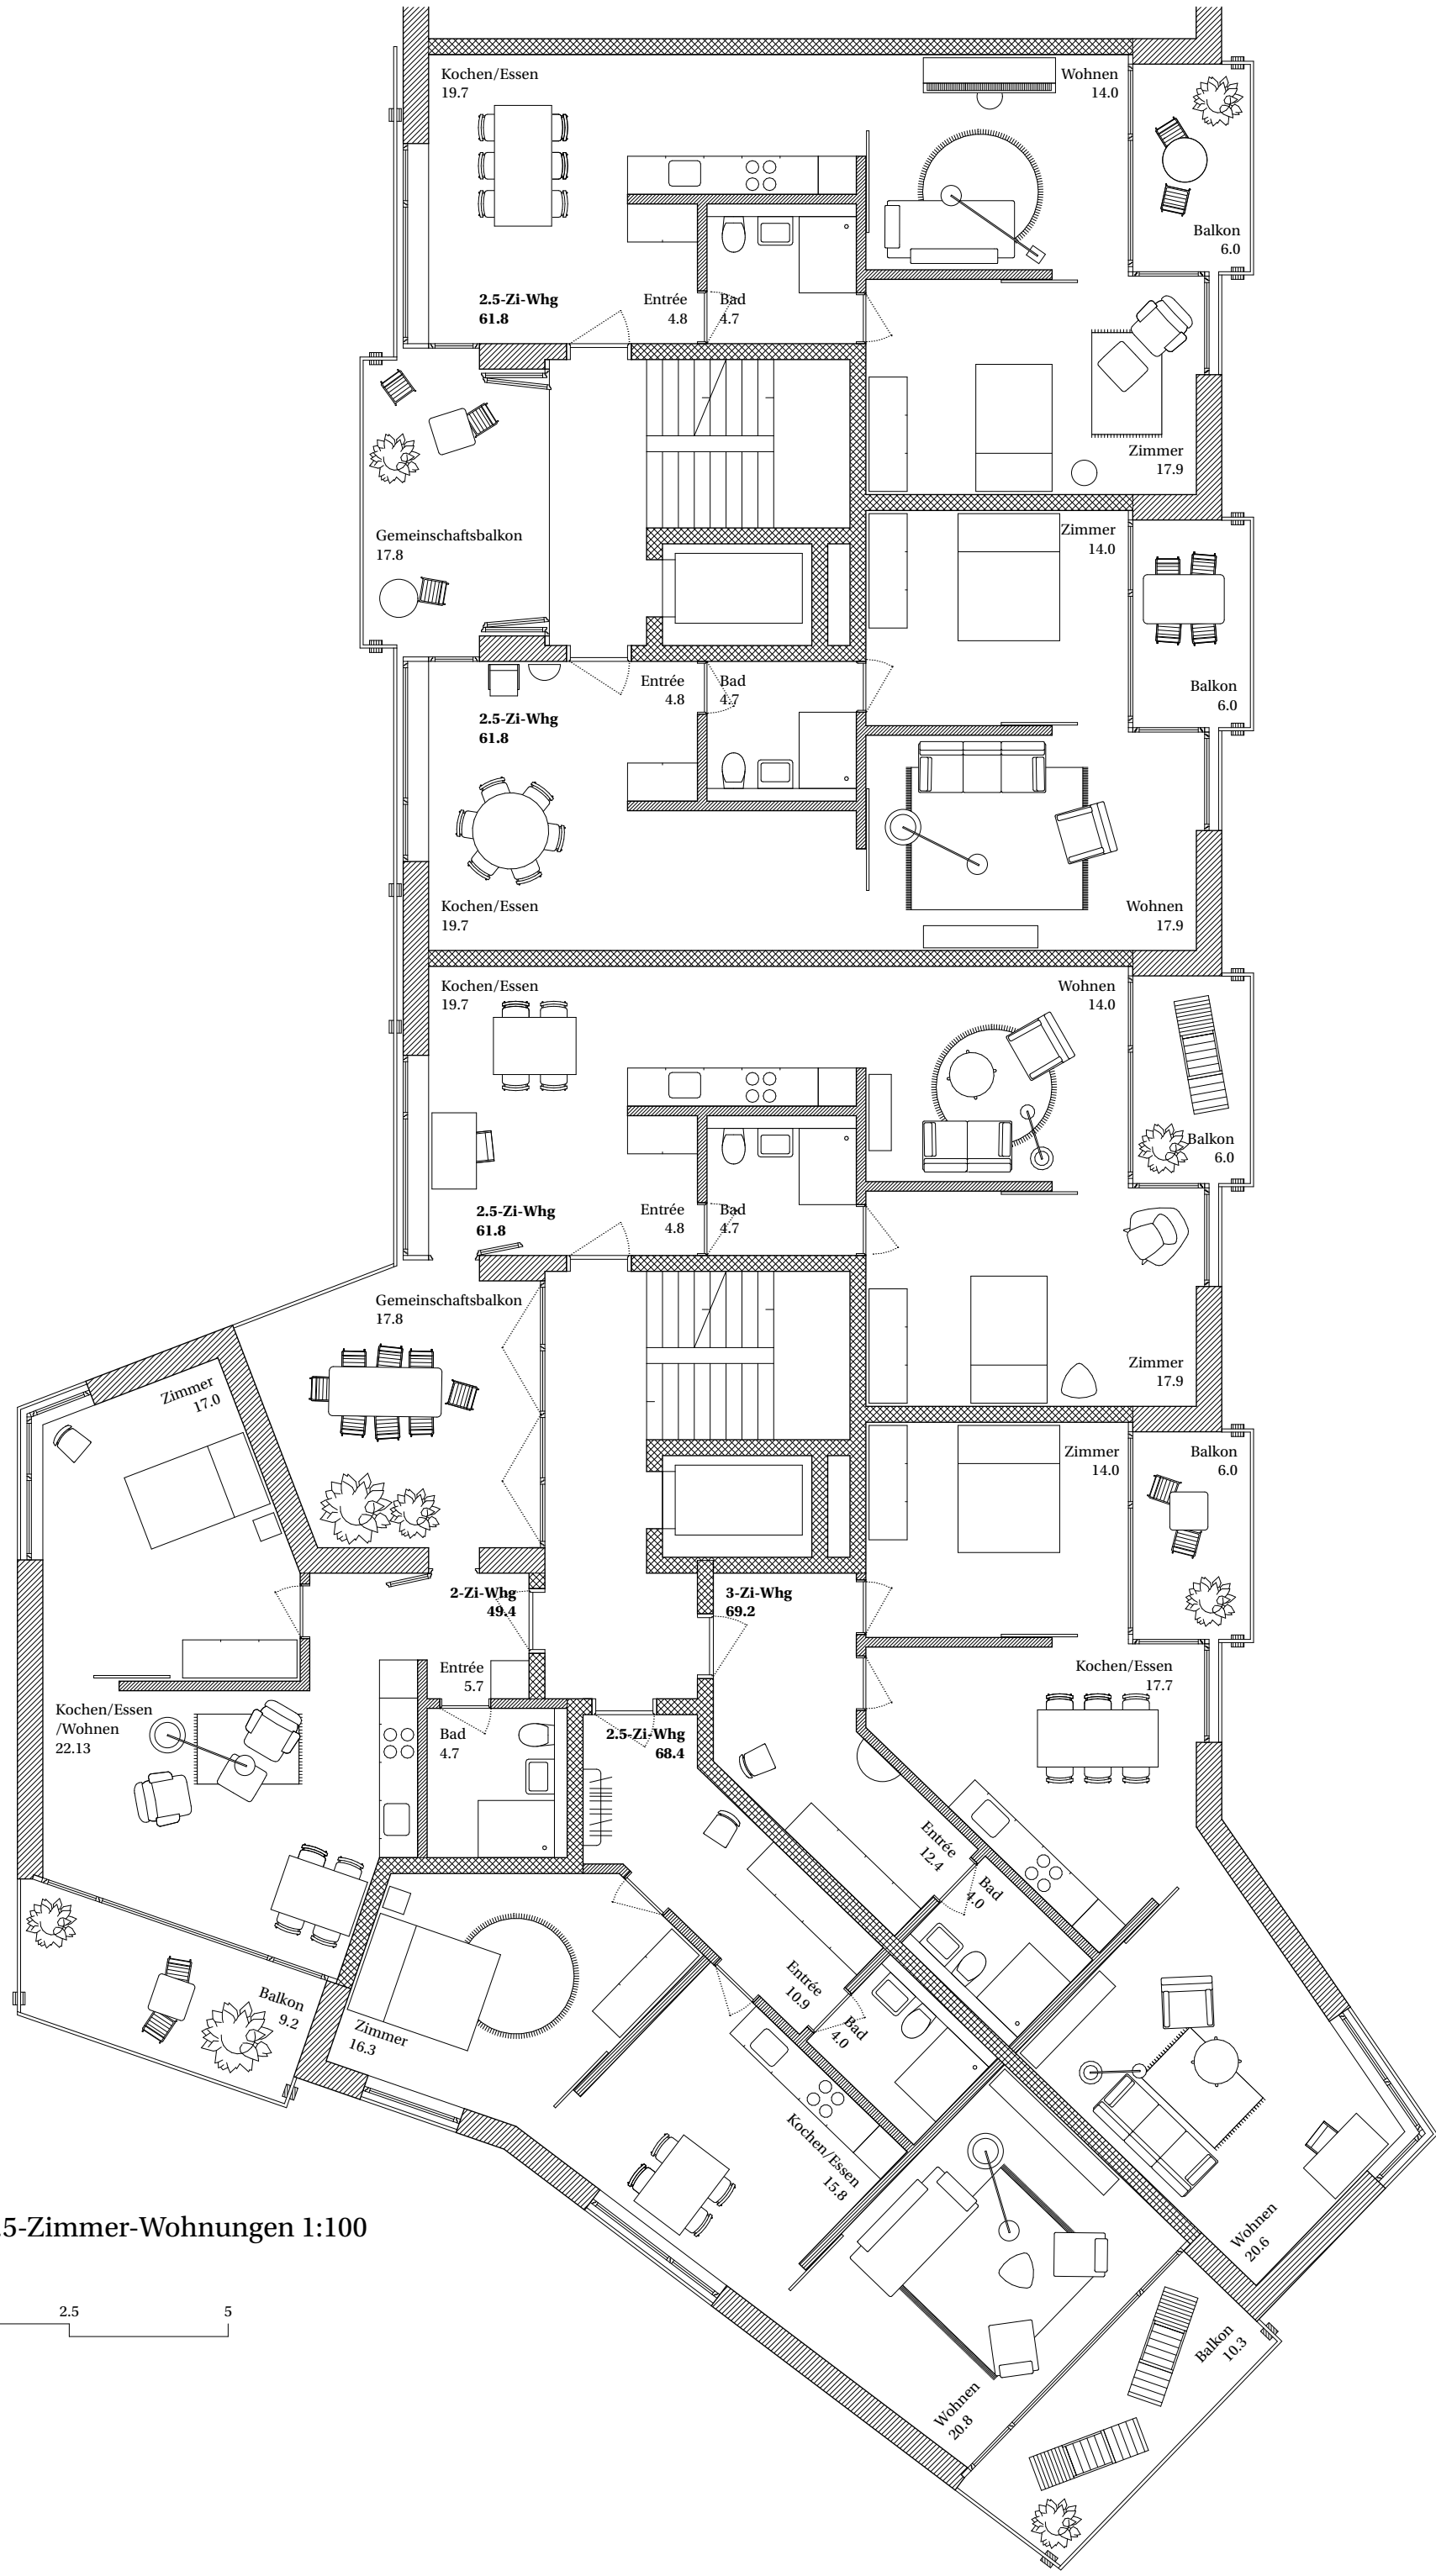 Kochen/Essen
19.7
Wohnen
14.0
Balkon
6.0
2.5-Zi-Whg
61.8
Entrée
4.8
Bad
4.7
Zimmer
17.9
Gemeinschaftsbalkon
17.8
Zimmer
14.0
Balkon
6.0
Entrée
4.8
Bad
4.7
2.5-Zi-Whg
61.8
Kochen/Essen
19.7
Wohnen
17.9
Kochen/Essen
19.7
Wohnen
14.0
Balkon
6.0
2.5-Zi-Whg
61.8
Entrée
4.8
Bad
4.7
Gemeinschaftsbalkon
17.8
Zimmer
17.9
Zimmer
17.0
Zimmer
14.0
Balkon
6.0
2-Zi-Whg
49.4
3-Zi-Whg
69.2
Entrée
5.7
Kochen/Essen
17.7
Kochen/Essen
/Wohnen
22.13
Bad
4.7
2.5-Zi-Whg
68.4
Entrée
12.4
Bad
4.0
Entrée
10.9
Bad
4.0
Balkon
9.2
Zimmer
16.3
Kochen/Essen
15.8
Wohnen
20.6
Wohnen
20.8
Balkon
10.3
5-Zimmer-Wohnungen 1:100
2.5
5